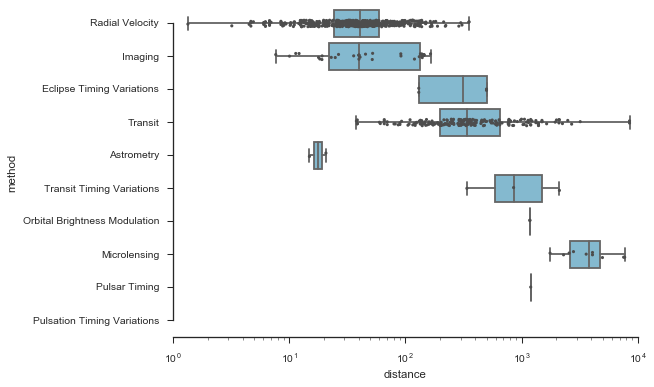 Radial Velocity
Imaging
Eclipse Timing Variations
Transit
Astrometry
Transit Timing Variations
Orbital Brightness Modulation
Microlensing
Pulsar Timing
Pulsation Timing Variations
method
10⁰ 10¹ 10² 10³ 10⁴
distance